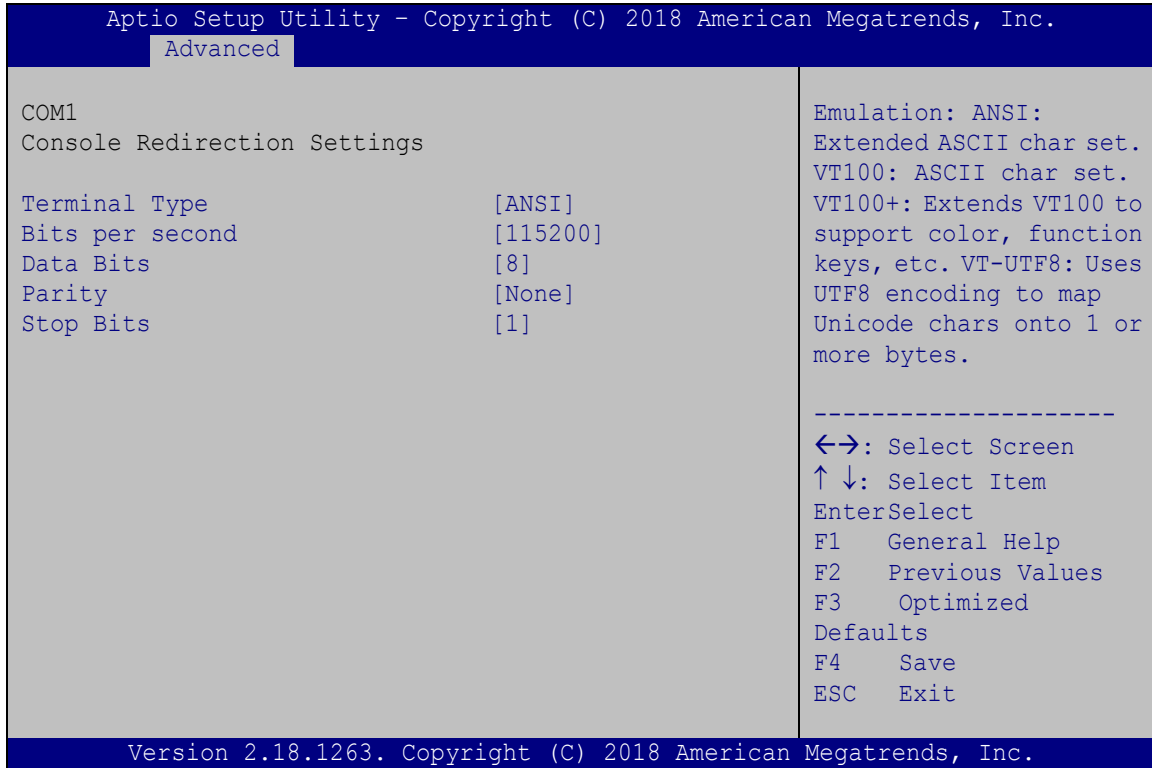 Aptio Setup Utility – Copyright (C) 2018 American Megatrends, Inc.
Advanced
COM1
Console Redirection Settings
Terminal Type [ANSI]
Bits per second [115200]
Data Bits [8]
Parity [None]
Stop Bits [1]
Emulation: ANSI:
Extended ASCII char set.
VT100: ASCII char set.
VT100+: Extends VT100 to
support color, function
keys, etc. VT-UTF8: Uses
UTF8 encoding to map
Unicode chars onto 1 or
more bytes.
---------------------
←→: Select Screen
↑ ↓: Select Item
EnterSelect
F1 General Help
F2 Previous Values
F3 Optimized
Defaults
F4 Save
ESC Exit
Version 2.18.1263. Copyright (C) 2018 American Megatrends, Inc.